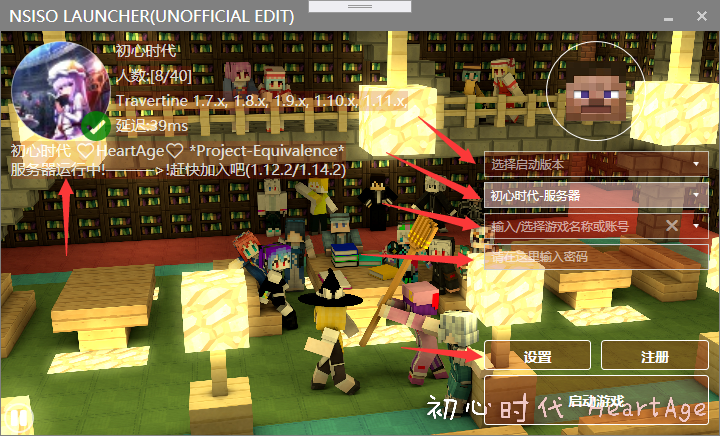 NSISO LAUNCHER(UNOFFICIAL EDIT)
初心时代
人数:[8/40]
Travertine 1.7.x, 1.8.x, 1.9.x, 1.10.x, 1.11.x,
延迟:39ms
初心时代 ♡HeartAge♡ *Project-Equivalence*
服务器运行中!———▹!赶快加入吧(1.12.2/1.14.2)
选择启动版本
初心时代-服务器
输入/选择游戏名称或账号
请在这里输入密码
设置
注册
启动游戏
初心时代 HeartAge